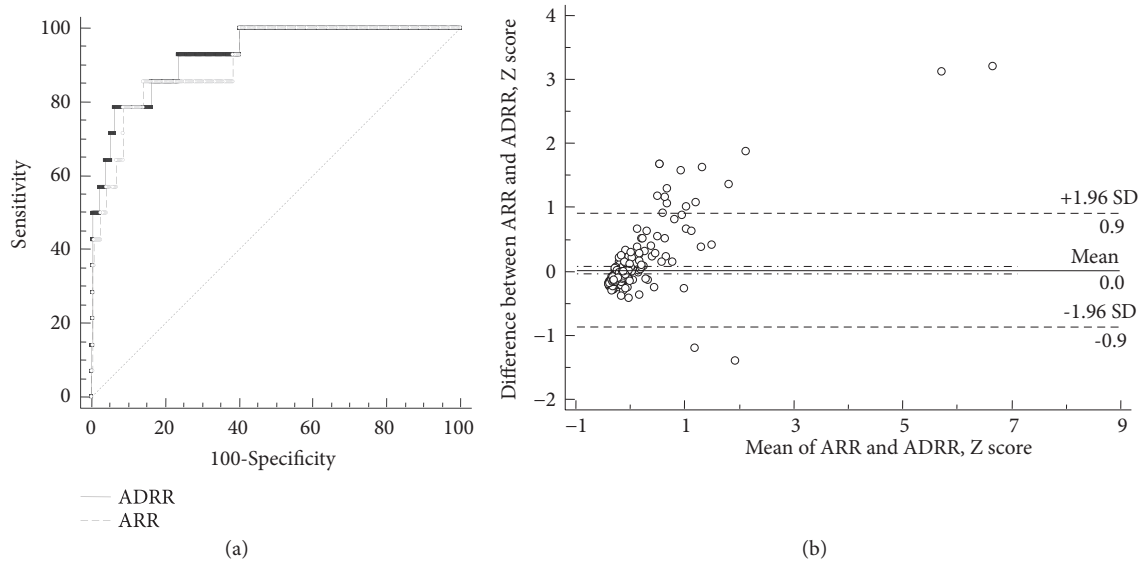 100
80
60
40
20
0
Sensitivity
0 20 40 60 80 100
100-Specificity
ADRR
ARR
(a)
4
3
2
1
0
−1
−2
Difference between ARR and ADRR, Z score
+1.96 SD
0.9
Mean
0.0
-1.96 SD
-0.9
−1 1 3 5 7 9
Mean of ARR and ADRR, Z score
(b)